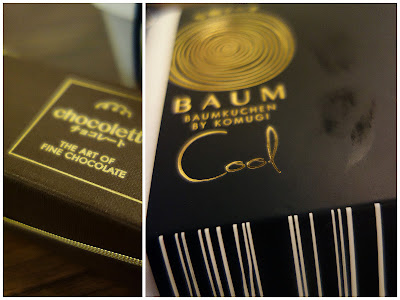 chocolett
チョコレート
THE ART OF
FINE CHOCOLATE
BAUM
BAUMKUCHEN
BY KOMUGI
Cool